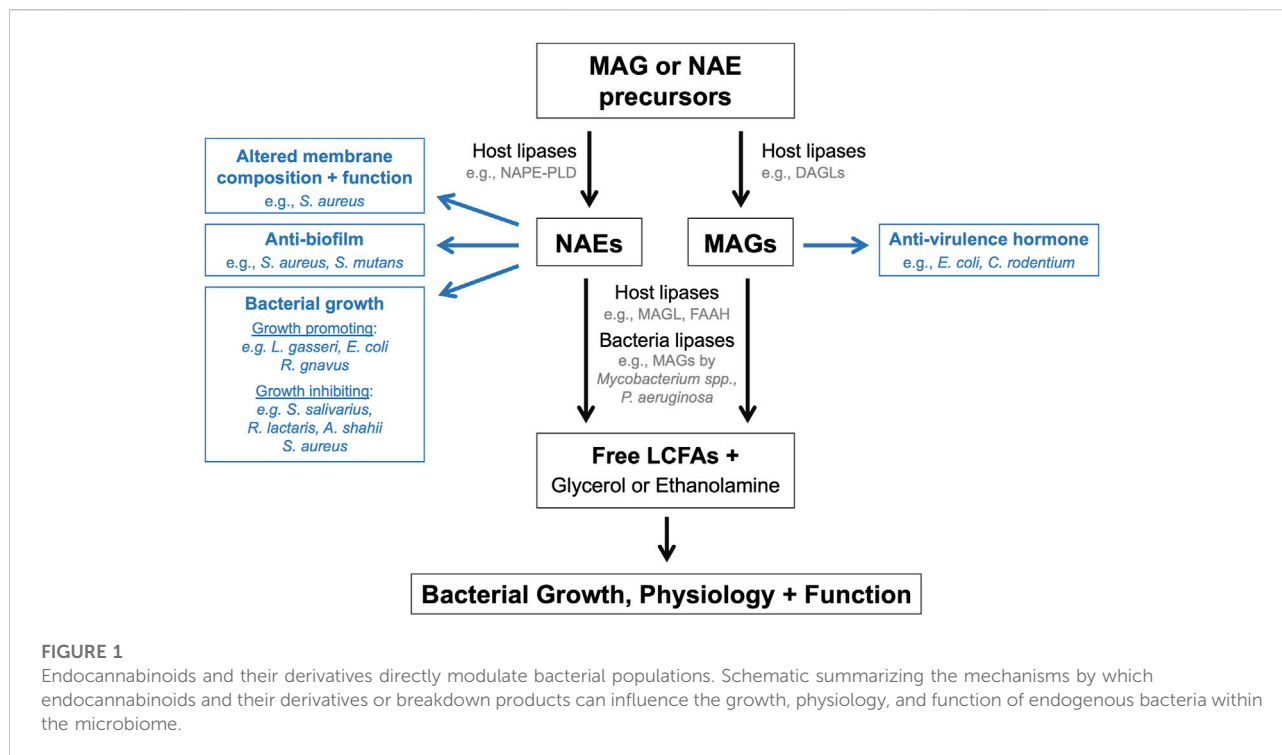 MAG or NAE
precursors
Host lipases
e.g., NAPE-PLD
Host lipases
e.g., DAGLs
Altered membrane
composition + function
e.g., S. aureus
Anti-biofilm
e.g., S. aureus, S. mutans
Bacterial growth
Growth promoting:
e.g. L. gasseri, E. coli
R. gnavus
Growth inhibiting:
e.g. S. salivarius,
R. lactaris, A. shahii
S. aureus
NAEs
MAGs
Anti-virulence hormone
e.g., E. coli, C. rodentium
Host lipases
e.g., MAGL, FAAH
Bacteria lipases
e.g., MAGs by
Mycobacterium spp.,
P. aeruginosa
Free LCFAs +
Glycerol or Ethanolamine
Bacterial Growth, Physiology + Function
FIGURE 1
Endocannabinoids and their derivatives directly modulate bacterial populations. Schematic summarizing the mechanisms by which
endocannabinoids and their derivatives or breakdown products can influence the growth, physiology, and function of endogenous bacteria within
the microbiome.